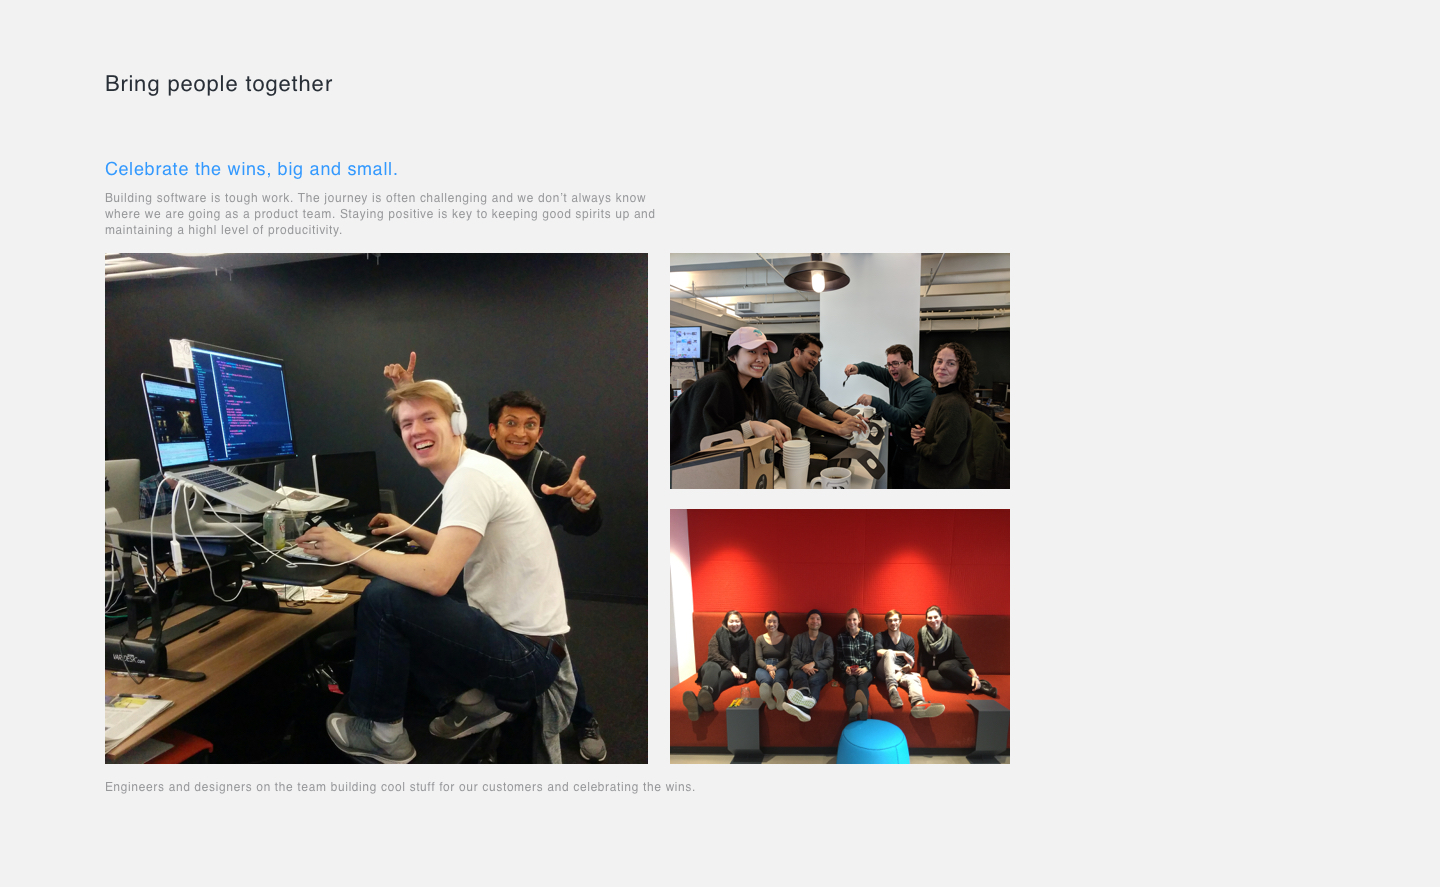 Bring people together
Celebrate the wins, big and small.
Building software is tough work. The journey is often challenging and we don't always know
where we are going as a product team. Staying positive is key to keeping good spirits up and
maintaining a highl level of producitivity.
Engineers and designers on the team building cool stuff for our customers and celebrating the wins.